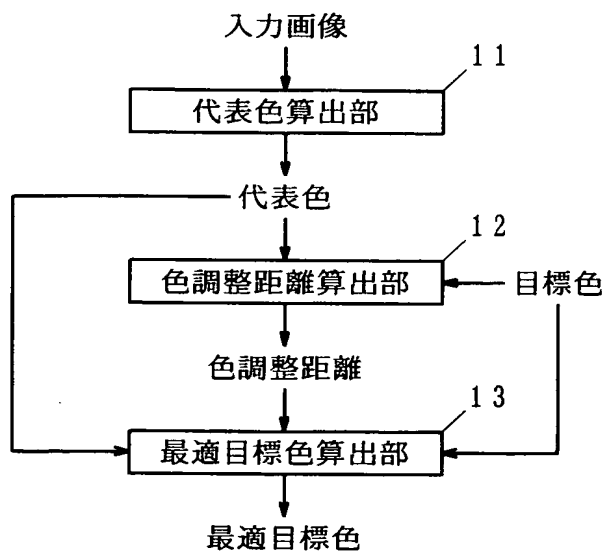 入力画像
11
代表色算出部
代表色
12
色調整距離算出部
目標色
色調整距離
13
最適目標色算出部
最適目標色